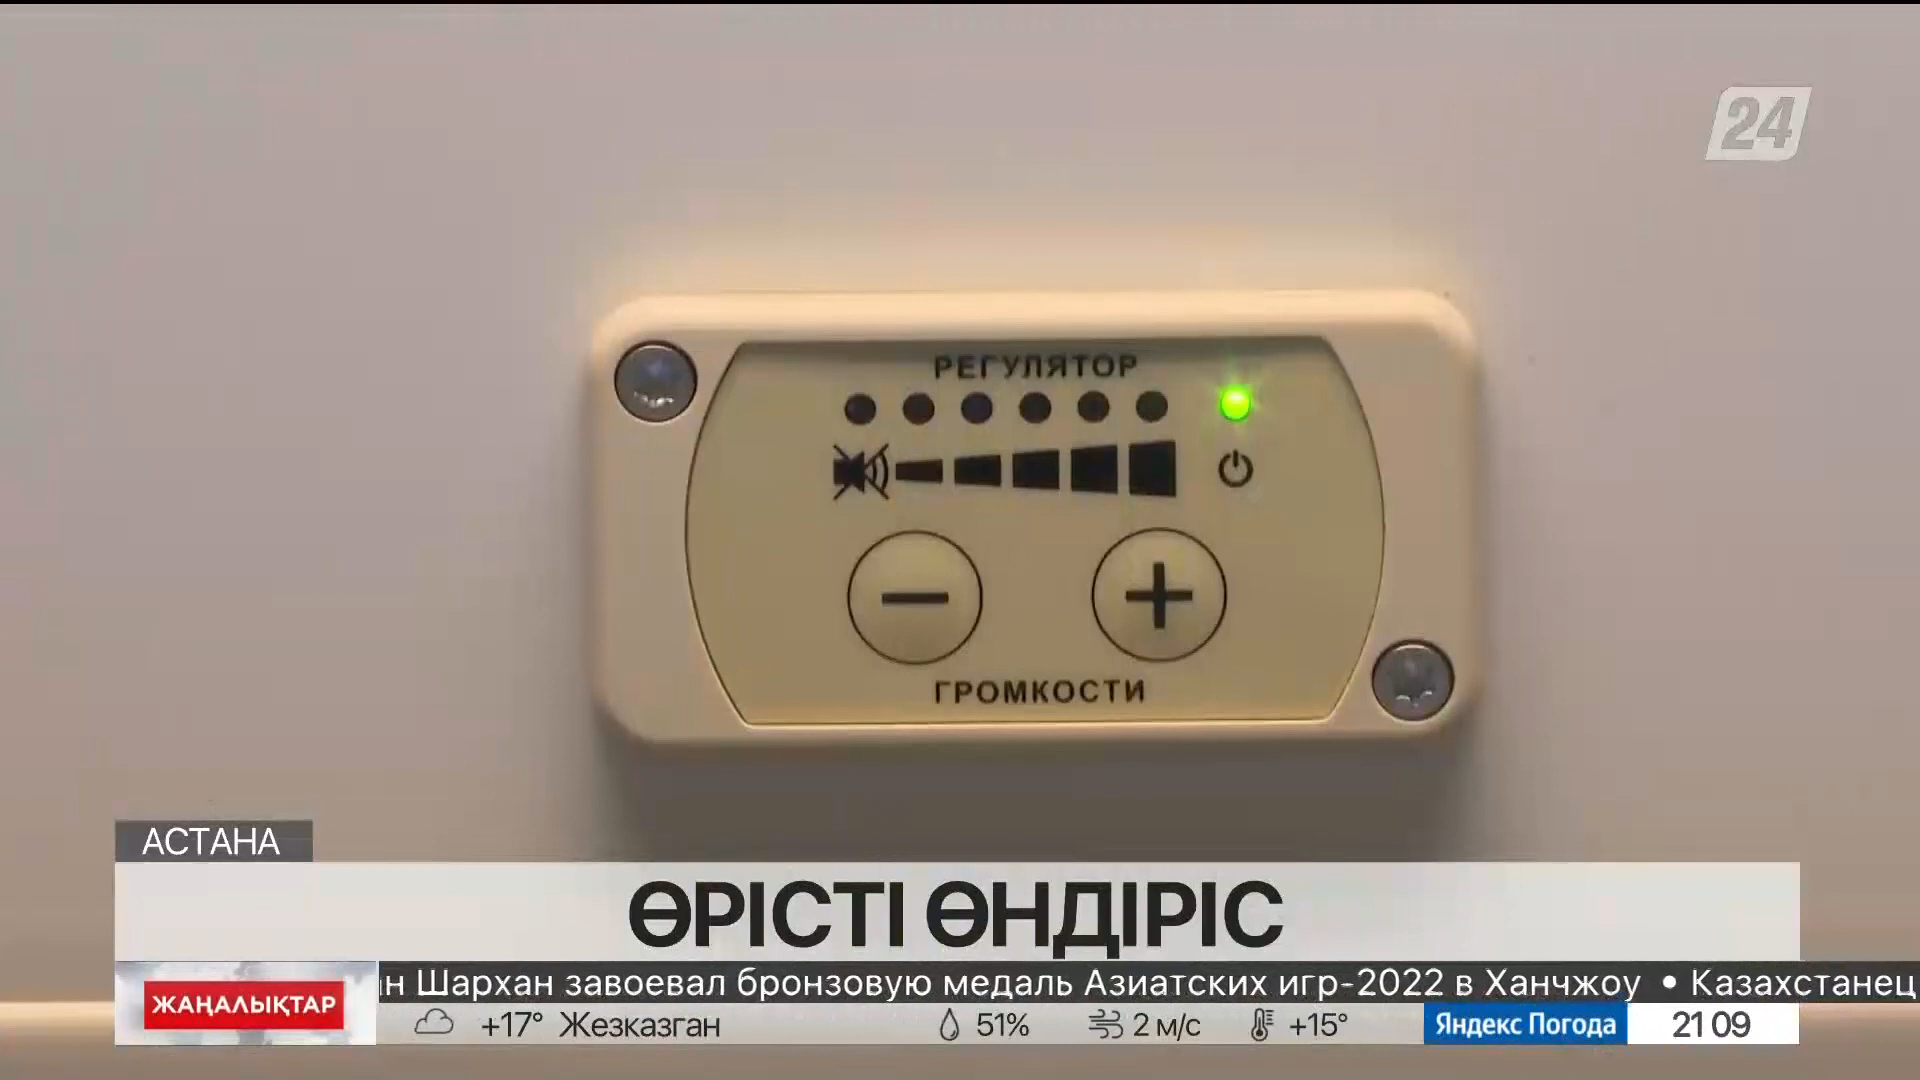 24
РЕГУЛЯТОР
ГРОМКОСТИ
АСТАНА
ӨРІСТІ ӨНДІРІС
ЖАҢАЛЫҚТАР
Шархан завоевал бронзовую медаль Азиатских игр-2022 в Ханчжоу • Казахстанец
+17° Жезказган 51% 2 м/с +15° Яндекс Погода 21 09